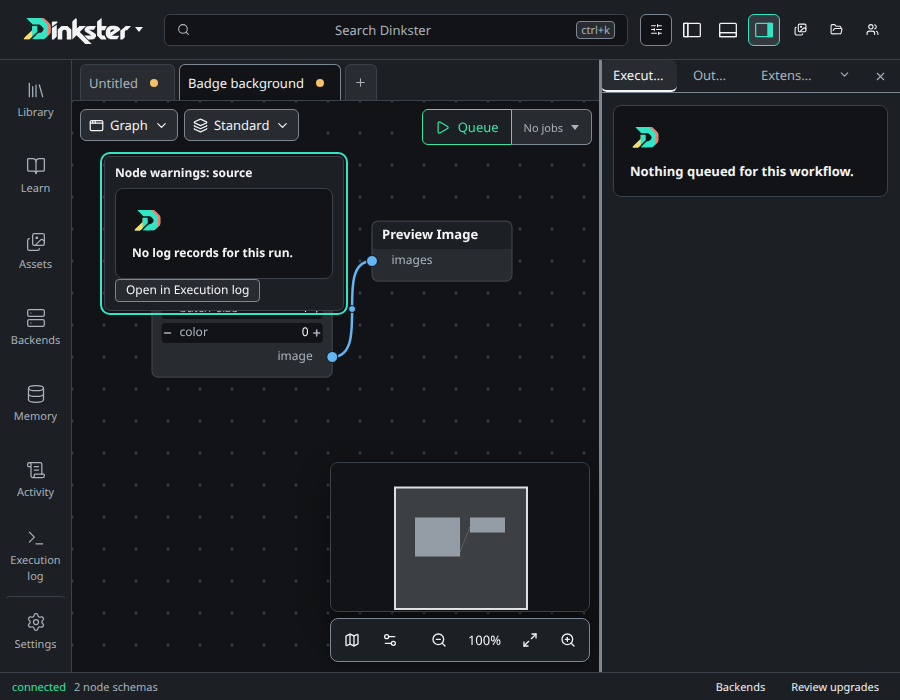 Dinkster
Search Dinkster
ctrl+k
Library
Learn
Assets
Backends
Memory
Activity
Execution
log
Settings
Untitled
Badge background
Graph
Standard
Queue
No jobs
Node warnings: source
No log records for this run.
Open in Execution log
color
0
image
Preview Image
images
100%
Execut...
Out...
Extens...
Nothing queued for this workflow.
connected
2 node schemas
Backends
Review upgrades